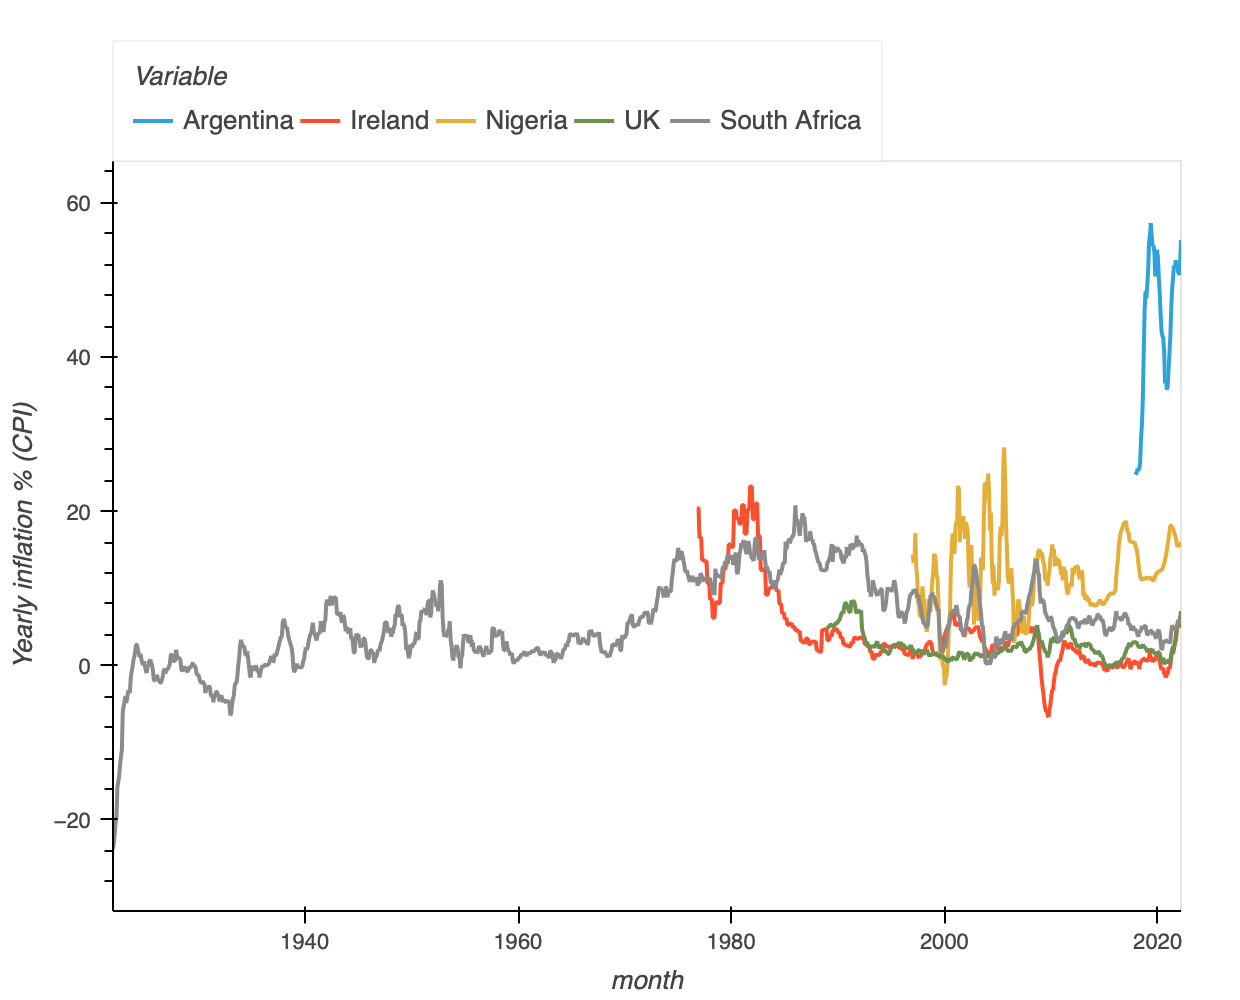 Variable
Argentina Ireland Nigeria UK South Africa
60
40
20
0
−20
Yearly inflation % (CPI)
1940 1960 1980 2000 2020
month